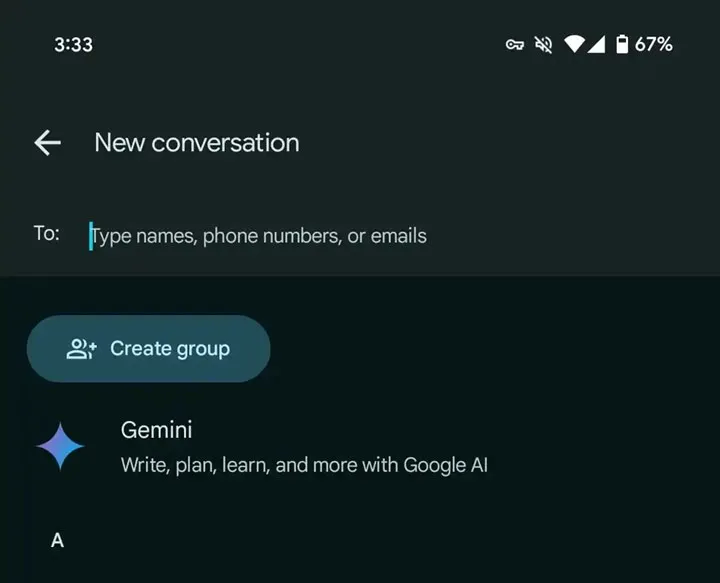 3:33 67%
New conversation
To: Type names, phone numbers, or emails
Create group
Gemini
Write, plan, learn, and more with Google AI
A